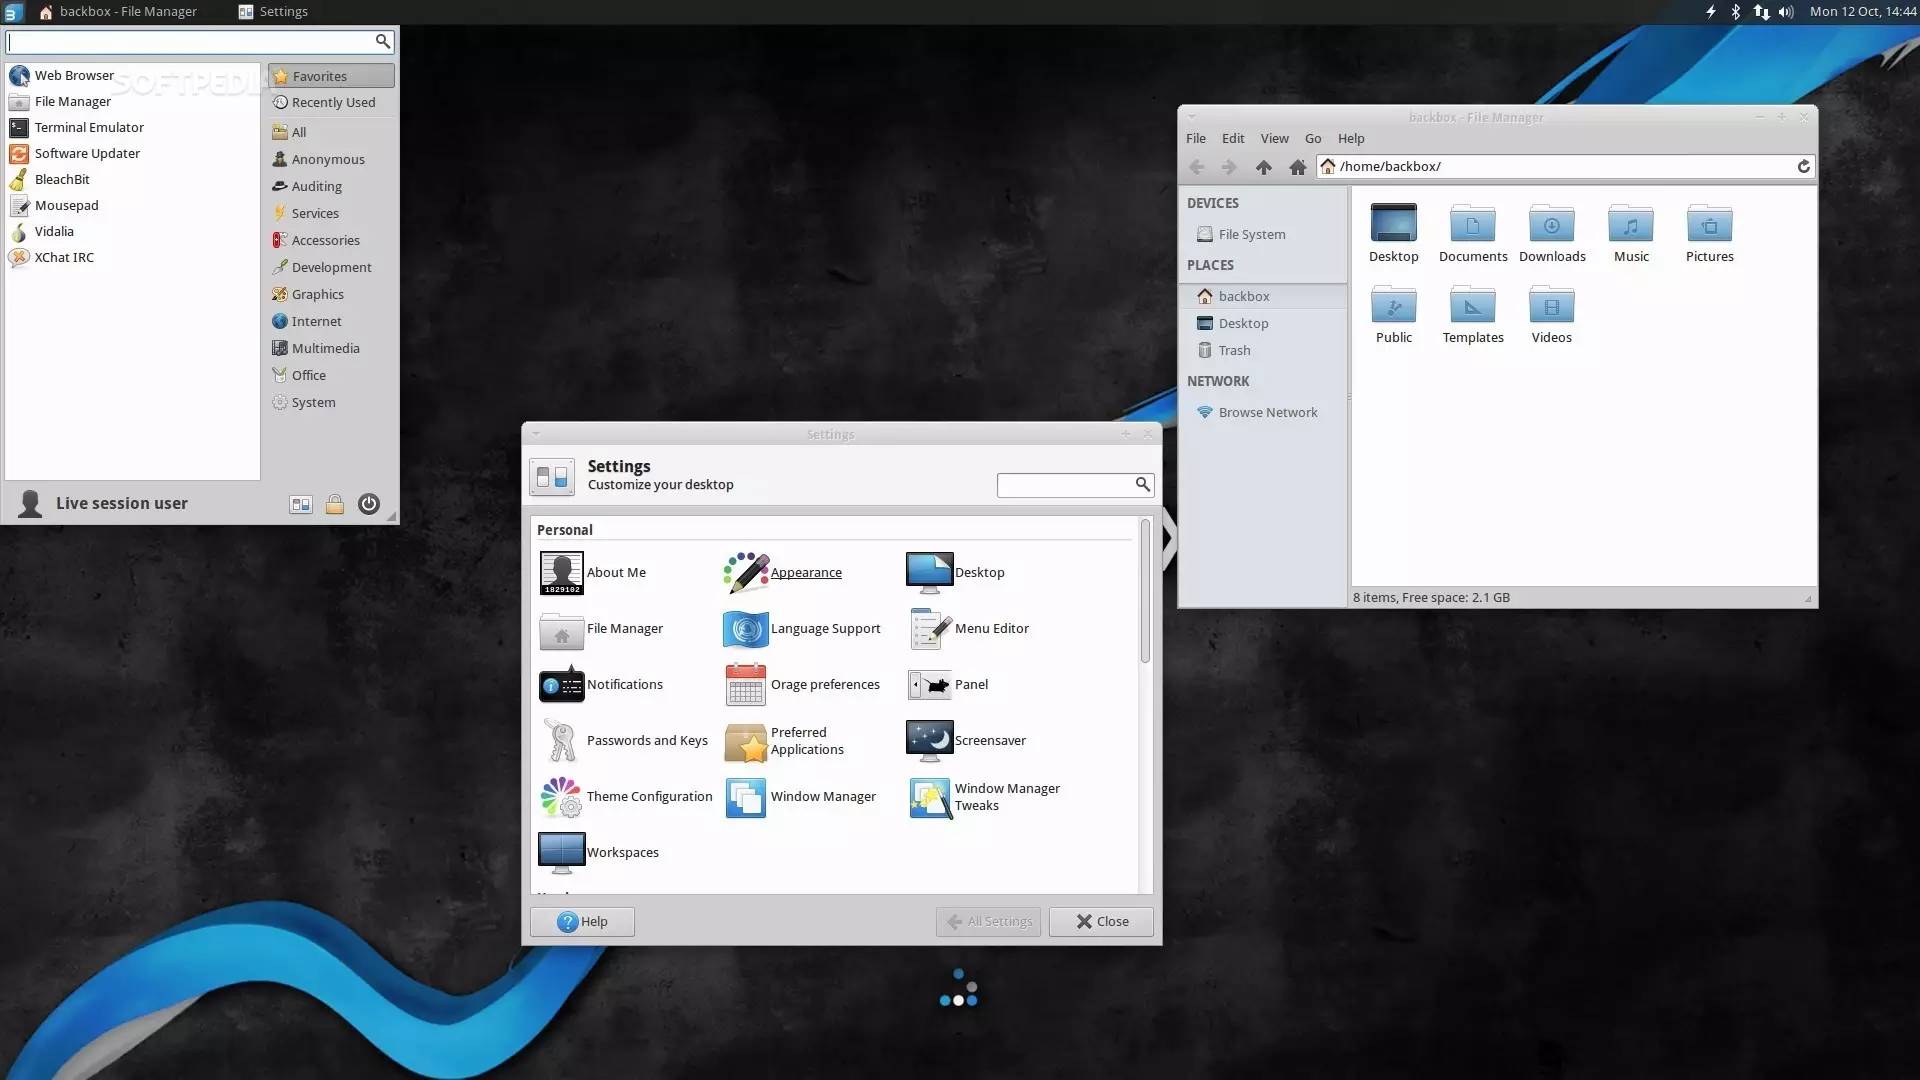 backbox - File Manager
Settings
Mon 12 Oct, 14:44
Web Browser
File Manager
Terminal Emulator
Software Updater
BleachBit
Mousepad
Vidalia
XChat IRC
SOFTPEDIA
Favorites
Recently Used
All
Anonymous
Auditing
Services
Accessories
Development
Graphics
Internet
Multimedia
Office
System
Live session user
backbox - File Manager
File Edit View Go Help
/home/backbox/
DEVICES
File System
PLACES
backbox
Desktop
Trash
NETWORK
Browse Network
Desktop Documents Downloads Music Pictures
Public Templates Videos
8 items, Free space: 2.1 GB
Settings
Settings
Customize your desktop
Personal
1829102
About Me Appearance Desktop
File Manager Language Support Menu Editor
Notifications Orage preferences Panel
Passwords and Keys Preferred Applications Screensaver
Theme Configuration Window Manager Window Manager Tweaks
Workspaces
Help All Settings Close